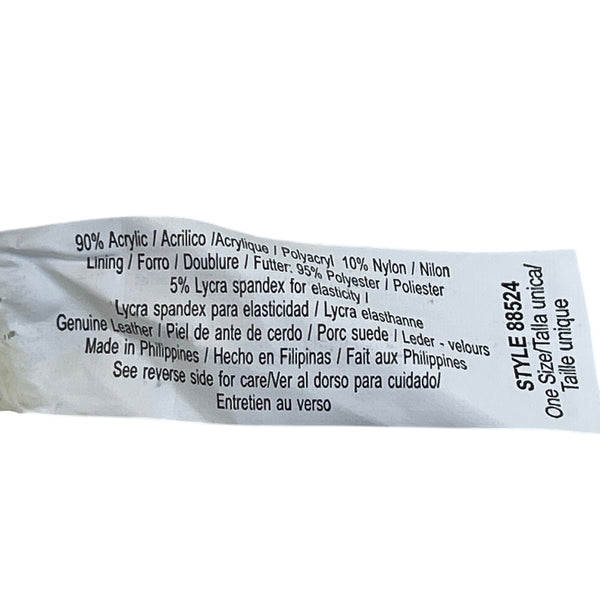 90% Acrylic / Acrilico /Acrylique / Polyacryl 10% Nylon / Nilon
Lining / Forro / Doublure / Futter: 95% Polyester / Poliester
5% Lycra spandex for elasticity /
Lycra spandex para elasticidad / Lycra elasthanne
Genuine Leather / Piel de ante de cerdo / Porc suede / Leder - velours
Made in Philippines / Hecho en Filipinas / Fait aux Philippines
See reverse side for care/Ver al dorso para cuidado/
Entretien au verso
STYLE 88524
One Size/Talla unica/
Taille unique